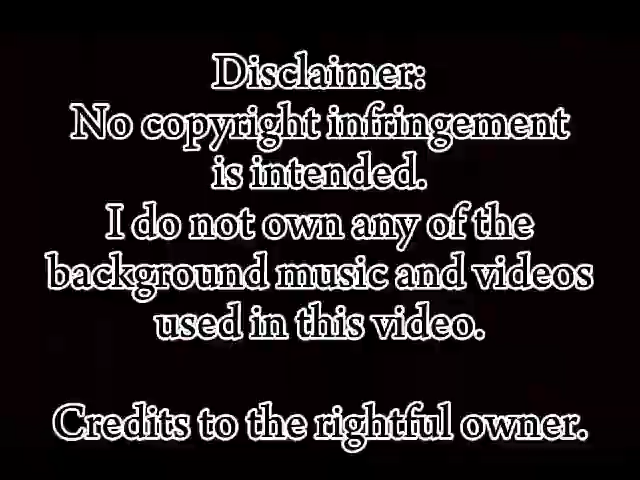 Disclaimer:
No copyright infringement
is intended.
I do not own any of the
background music and videos
used in this video.
Credits to the rightful owner.